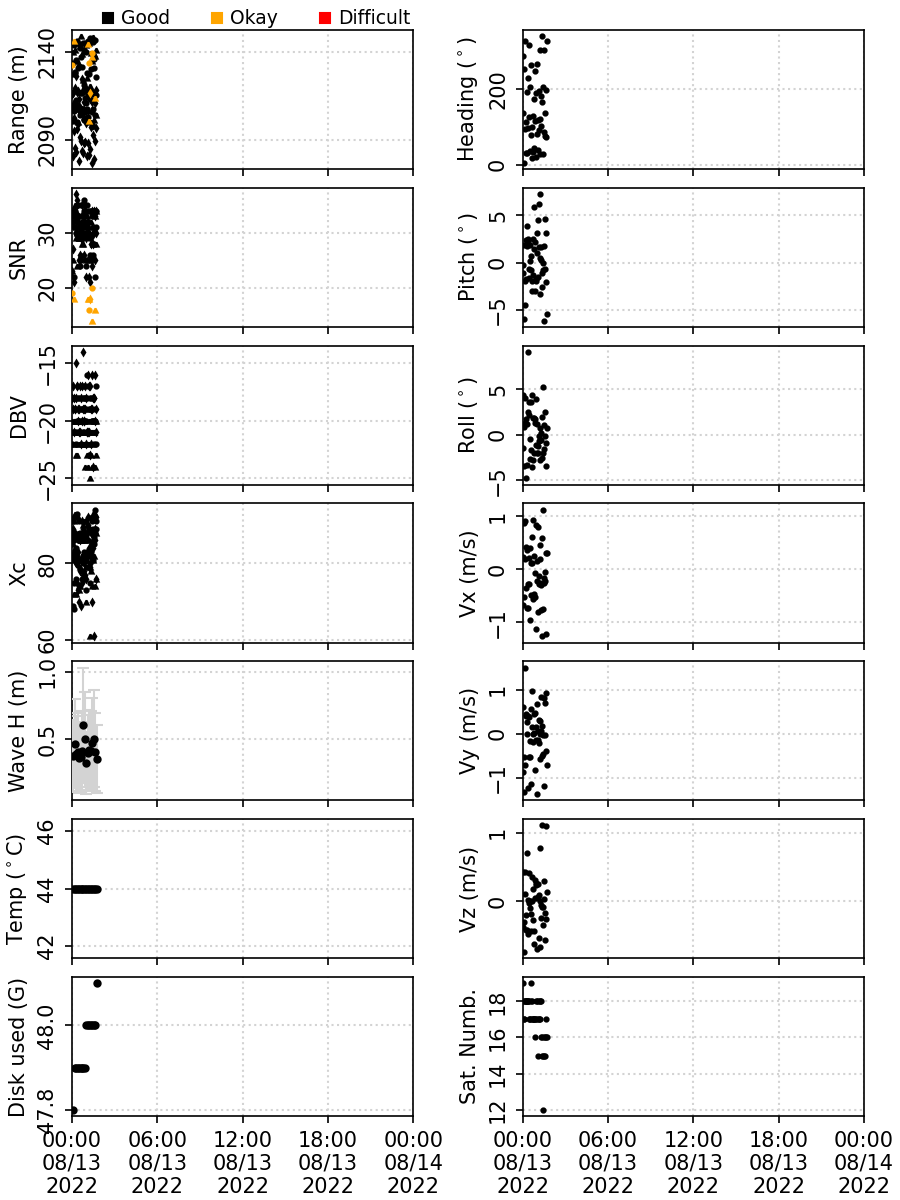 Good Okay Difficult
Range (m)
2140
2090
Heading (°)
200
0
SNR
30
20
Pitch (°)
5
0
−5
DBV
−15
−20
−25
Roll (°)
5
0
−5
Xc
80
60
Vx (m/s)
1
0
−1
Wave H (m)
1.0
0.5
Vy (m/s)
1
0
−1
Temp (°C)
46
44
42
Vz (m/s)
1
0
Disk used (G)
48.0
47.8
Sat. Numb.
18
16
14
12
00:00 06:00 12:00 18:00 00:00
08/13 08/13 08/13 08/13 08/14
2022 2022 2022 2022 2022
00:00 06:00 12:00 18:00 00:00
08/13 08/13 08/13 08/13 08/14
2022 2022 2022 2022 2022